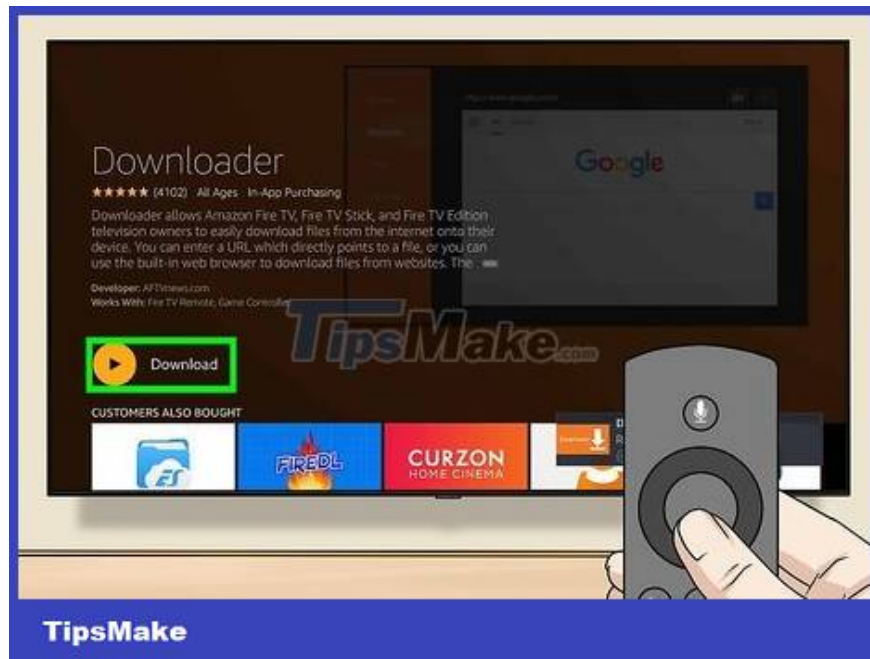 Google
Downloader
(4102) All Ages In-App Purchasing
Downloader allows Amazon Fire TV, Fire TV Stick, and Fire TV Edition
television owners to easily download files from the internet onto their
device. You can enter a URL which directly points to a file, or you can
use the built-in web browser to download files from websites. The
Developer: AFTVnews.com
Works With: Fire TV Remote, Game Controller
TipsMake.com
Download
CUSTOMERS ALSO BOUGHT
ES
FIREDL
CURZON
HOME CINEMA
D
R
TipsMake